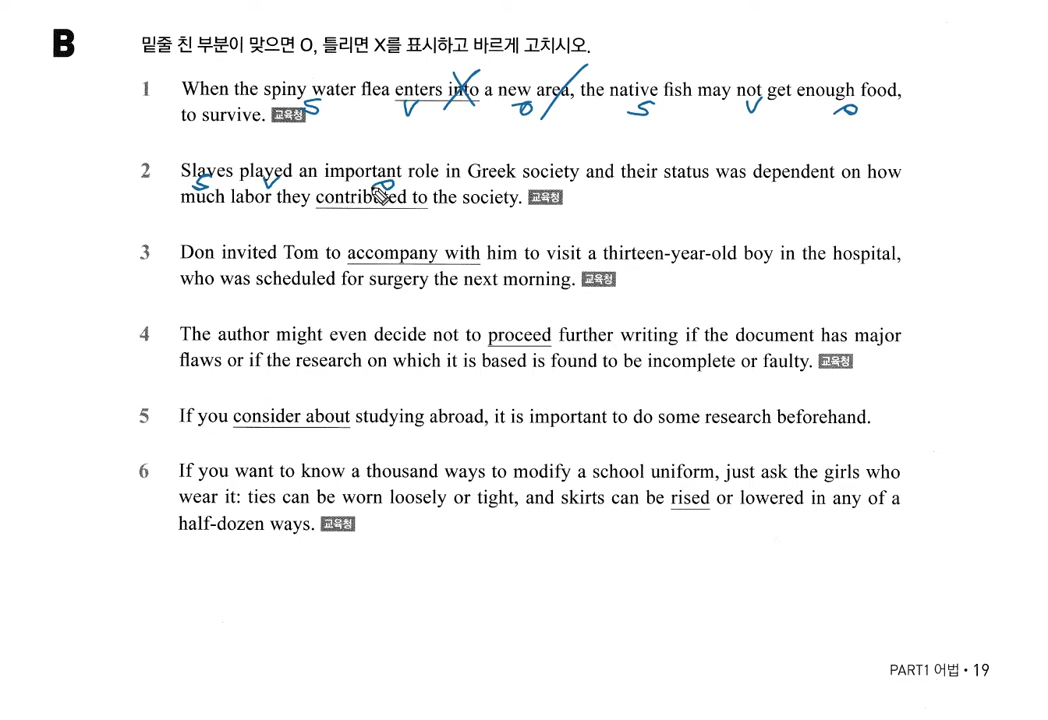 B 밑줄 친 부분이 맞으면 O, 틀리면 X를 표시하고 바르게 고치시오.
1 When the spiny water flea enters into a new area, the native fish may not get enough food,
S V O S V O
to survive. 교육청
2 Slaves played an important role in Greek society and their status was dependent on how
S V O
much labor they contributed to the society. 교육청
3 Don invited Tom to accompany with him to visit a thirteen-year-old boy in the hospital,
who was scheduled for surgery the next morning. 교육청
4 The author might even decide not to proceed further writing if the document has major
flaws or if the research on which it is based is found to be incomplete or faulty. 교육청
5 If you consider about studying abroad, it is important to do some research beforehand.
6 If you want to know a thousand ways to modify a school uniform, just ask the girls who
wear it: ties can be worn loosely or tight, and skirts can be rised or lowered in any of a
half-dozen ways. 교육청
PART1 어법 • 19